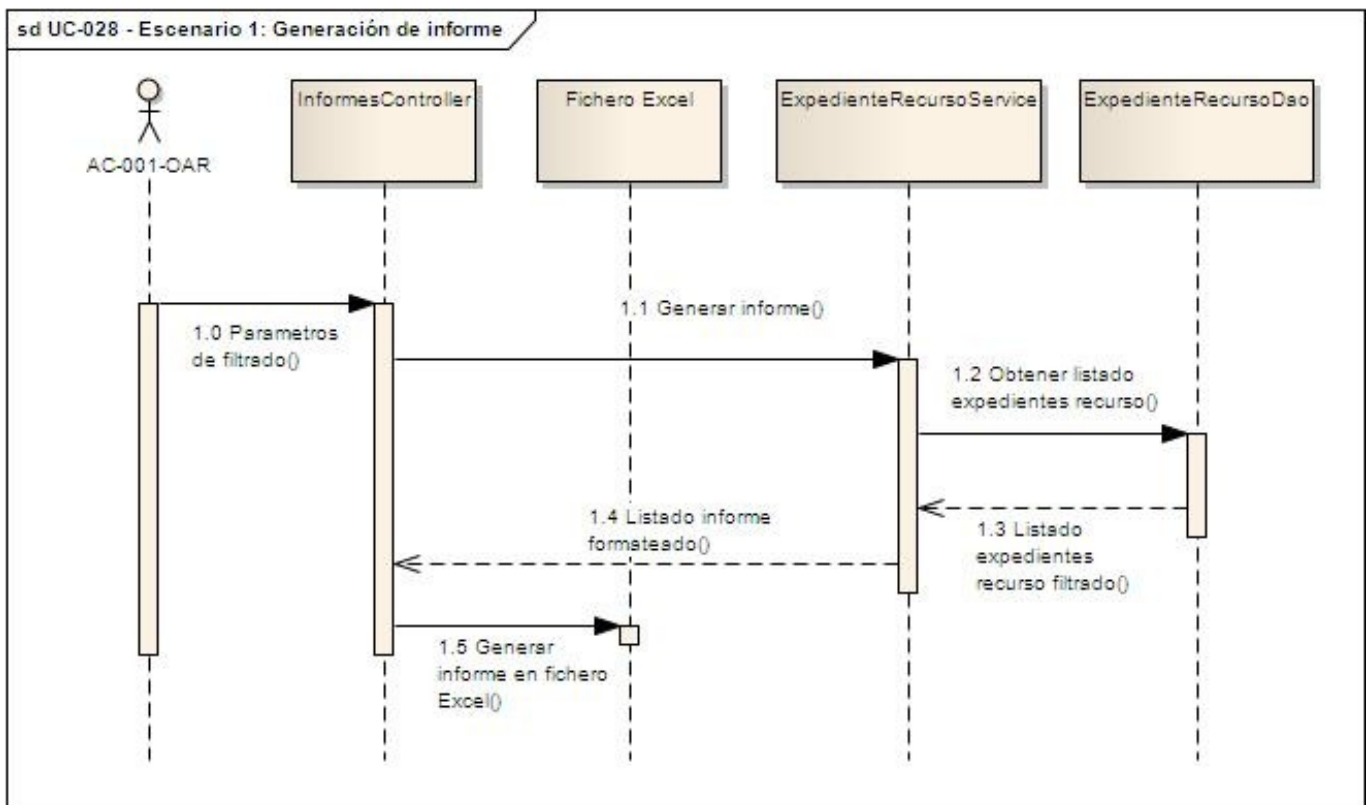 sd UC-028 - Escenario 1: Generación de informe
AC-001-OAR
InformesController
Fichero Excel
ExpedienteRecursoService
ExpedienteRecursoDao
1.0 Parametros
de filtrado()
1.1 Generar informe()
1.2 Obtener listado
expedientes recurso()
1.3 Listado
expedientes
recurso filtrado()
1.4 Listado informe
formateado()
1.5 Generar
informe en fichero
Excel()